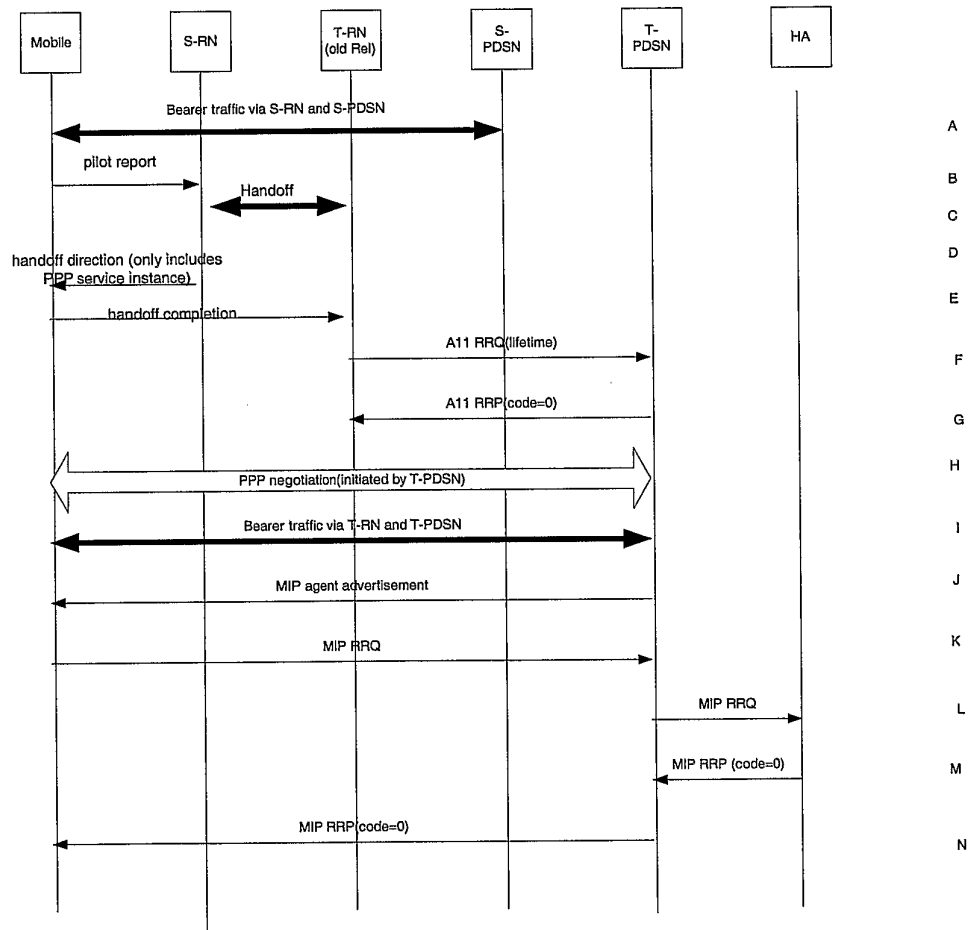 Mobile
S-RN
T-RN
(old Rel)
S-
PDSN
T-
PDSN
HA
Bearer traffic via S-RN and S-PDSN
A
pilot report
B
Handoff
C
handoff direction (only includes
PPP service instance)
D
handoff completion
E
A11 RRQ(lifetime)
F
A11 RRP(code=0)
G
PPP negotiation(initiated by T-PDSN)
H
Bearer traffic via T-RN and T-PDSN
I
MIP agent advertisement
J
MIP RRQ
K
MIP RRQ
L
MIP RRP (code=0)
M
MIP RRP(code=0)
N